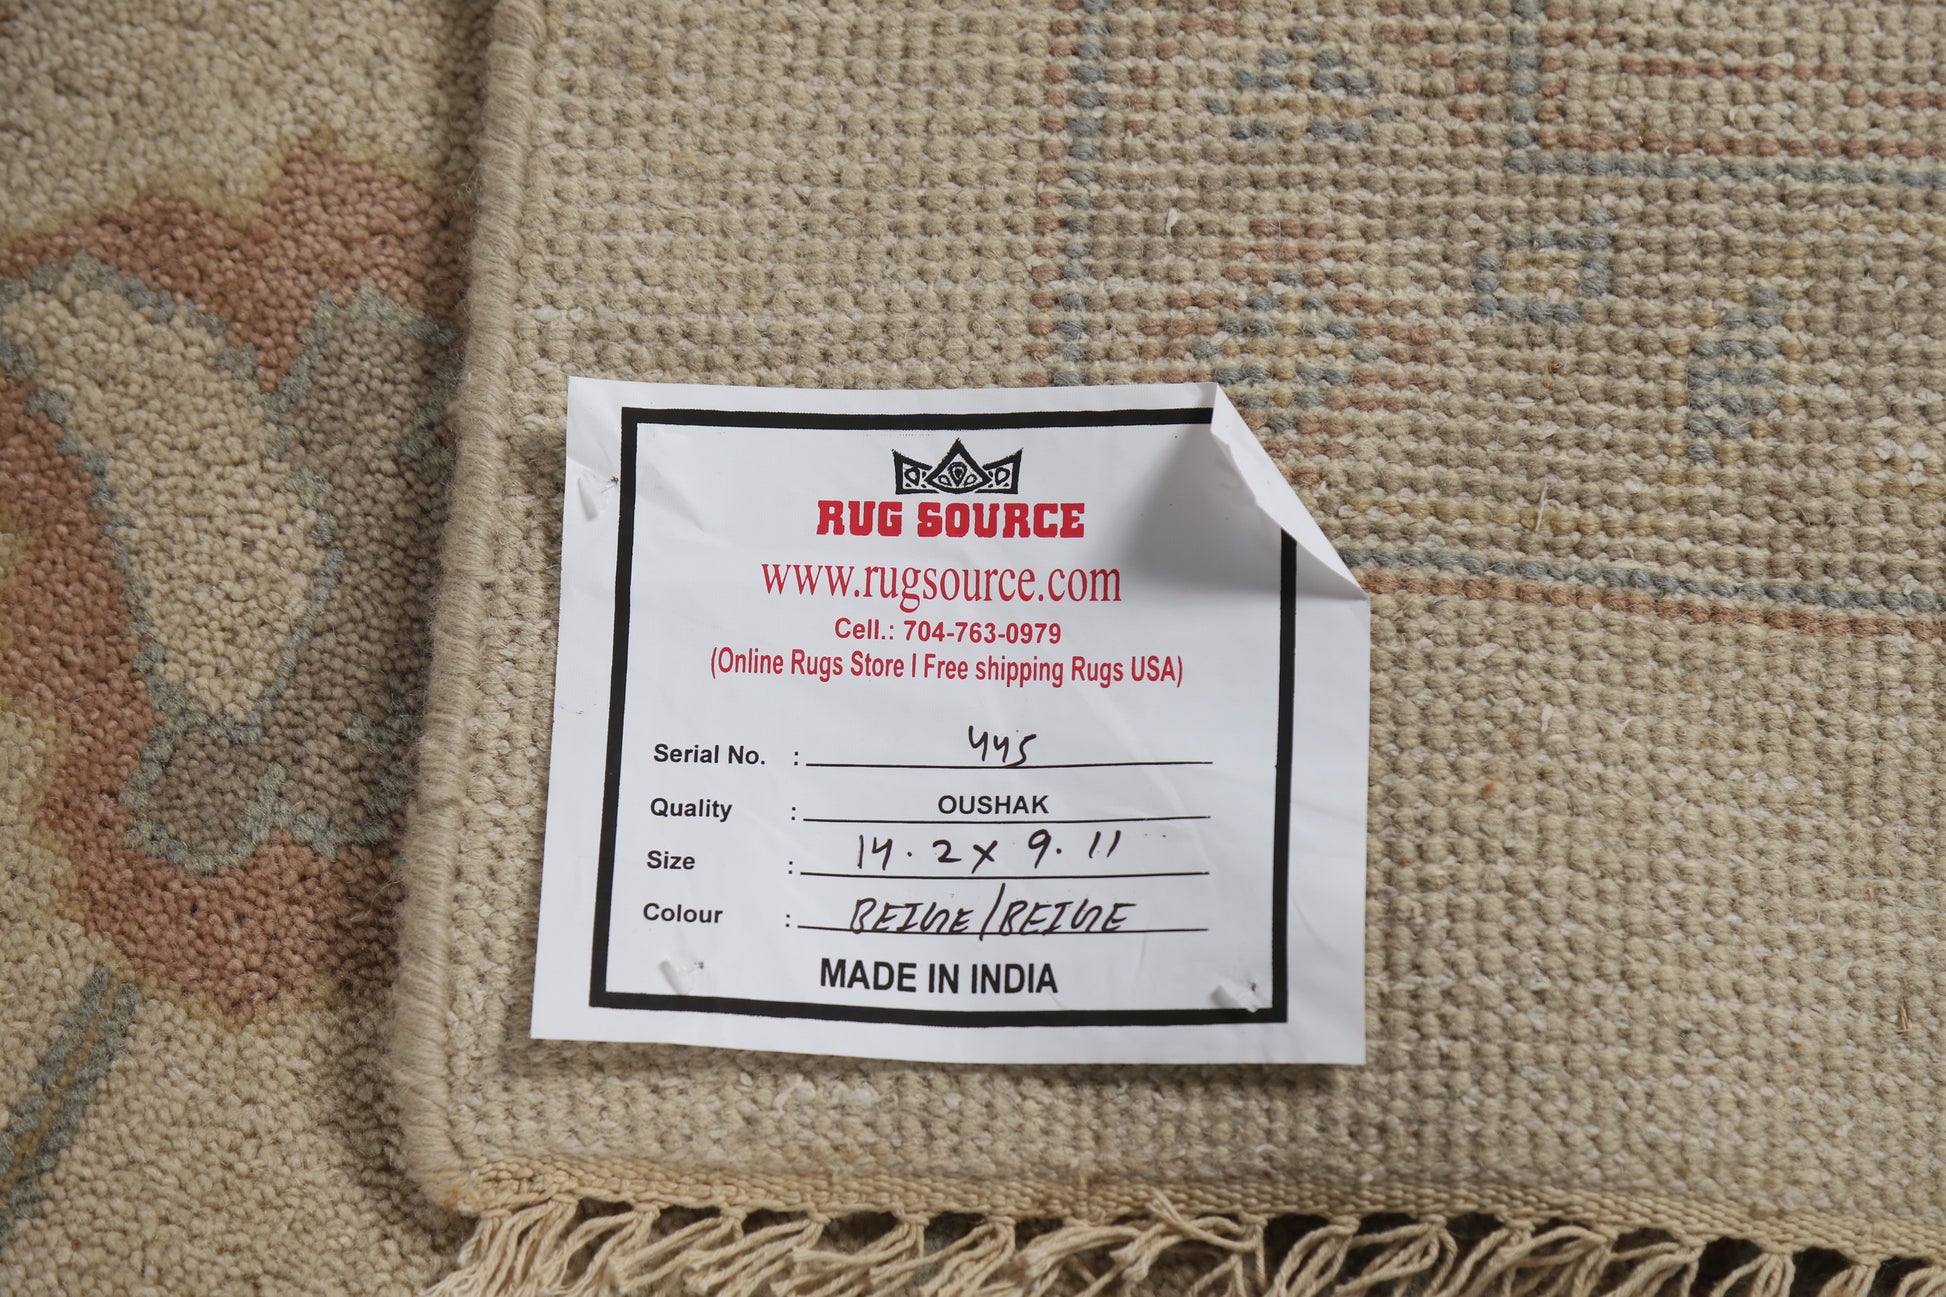 RUG SOURCE
www.rugsource.com
Cell.: 704-763-0979
(Online Rugs Store I Free shipping Rugs USA)
Serial No. : 445
Quality : OUSHAK
Size : 14.2 x 9.11
Colour : BEIGE/BEIGE
MADE IN INDIA